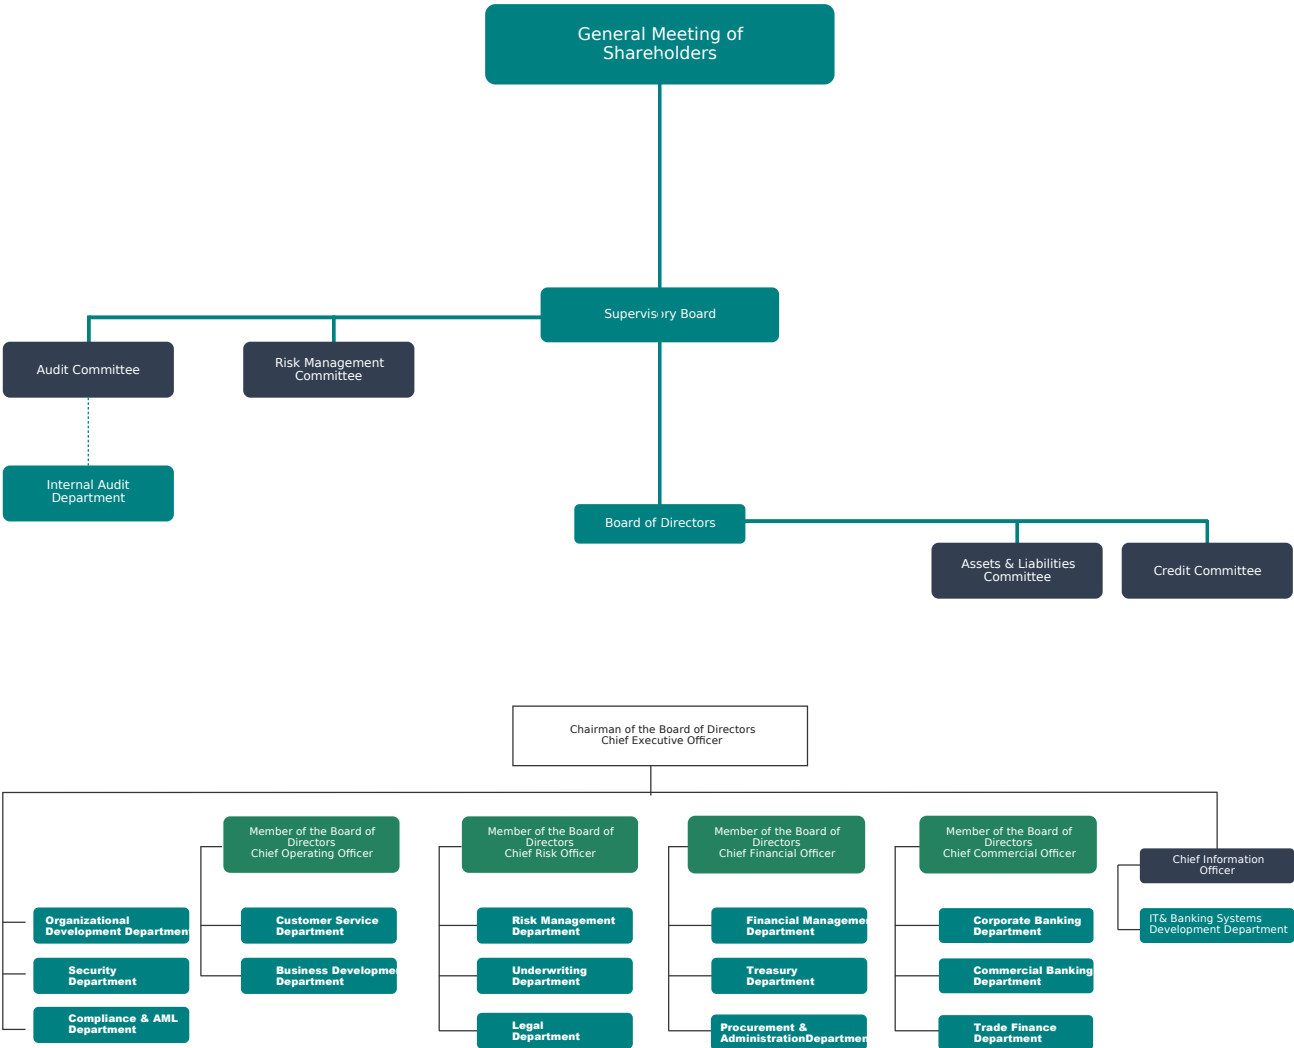 General Meeting of
Shareholders
Supervisory Board
Audit Committee
Risk Management
Committee
Internal Audit
Department
Board of Directors
Assets & Liabilities
Committee
Credit Committee
Chairman of the Board of Directors
Chief Executive Officer
Member of the Board of
Directors
Chief Operating Officer
Member of the Board of
Directors
Chief Risk Officer
Member of the Board of
Directors
Chief Financial Officer
Member of the Board of
Directors
Chief Commercial Officer
Chief Information
Officer
Organizational
Development Department
Customer Service
Department
Risk Management
Department
Financial Manageme
Department
Corporate Banking
Department
IT& Banking Systems
Development Department
Security
Department
Business Developme
Department
Underwriting
Department
Treasury
Department
Commercial Banking
Department
Compliance & AML
Department
Legal
Department
Procurement &
AdministrationDepartmen
Trade Finance
Department